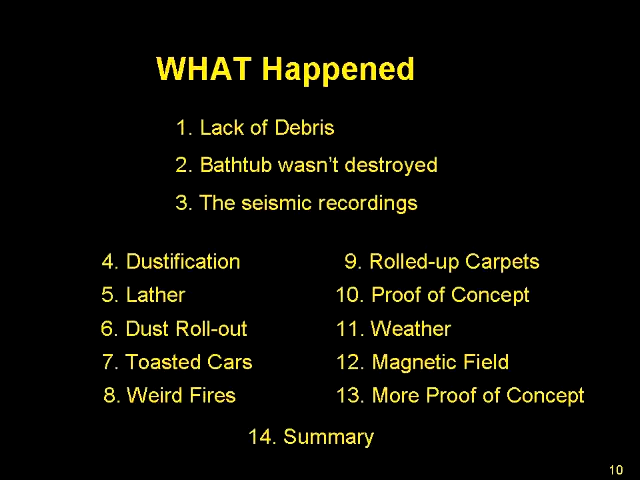 WHAT Happened
1. Lack of Debris
2. Bathtub wasn't destroyed
3. The seismic recordings
4. Dustification
5. Lather
6. Dust Roll-out
7. Toasted Cars
8. Weird Fires
9. Rolled-up Carpets
10. Proof of Concept
11. Weather
12. Magnetic Field
13. More Proof of Concept
14. Summary
10